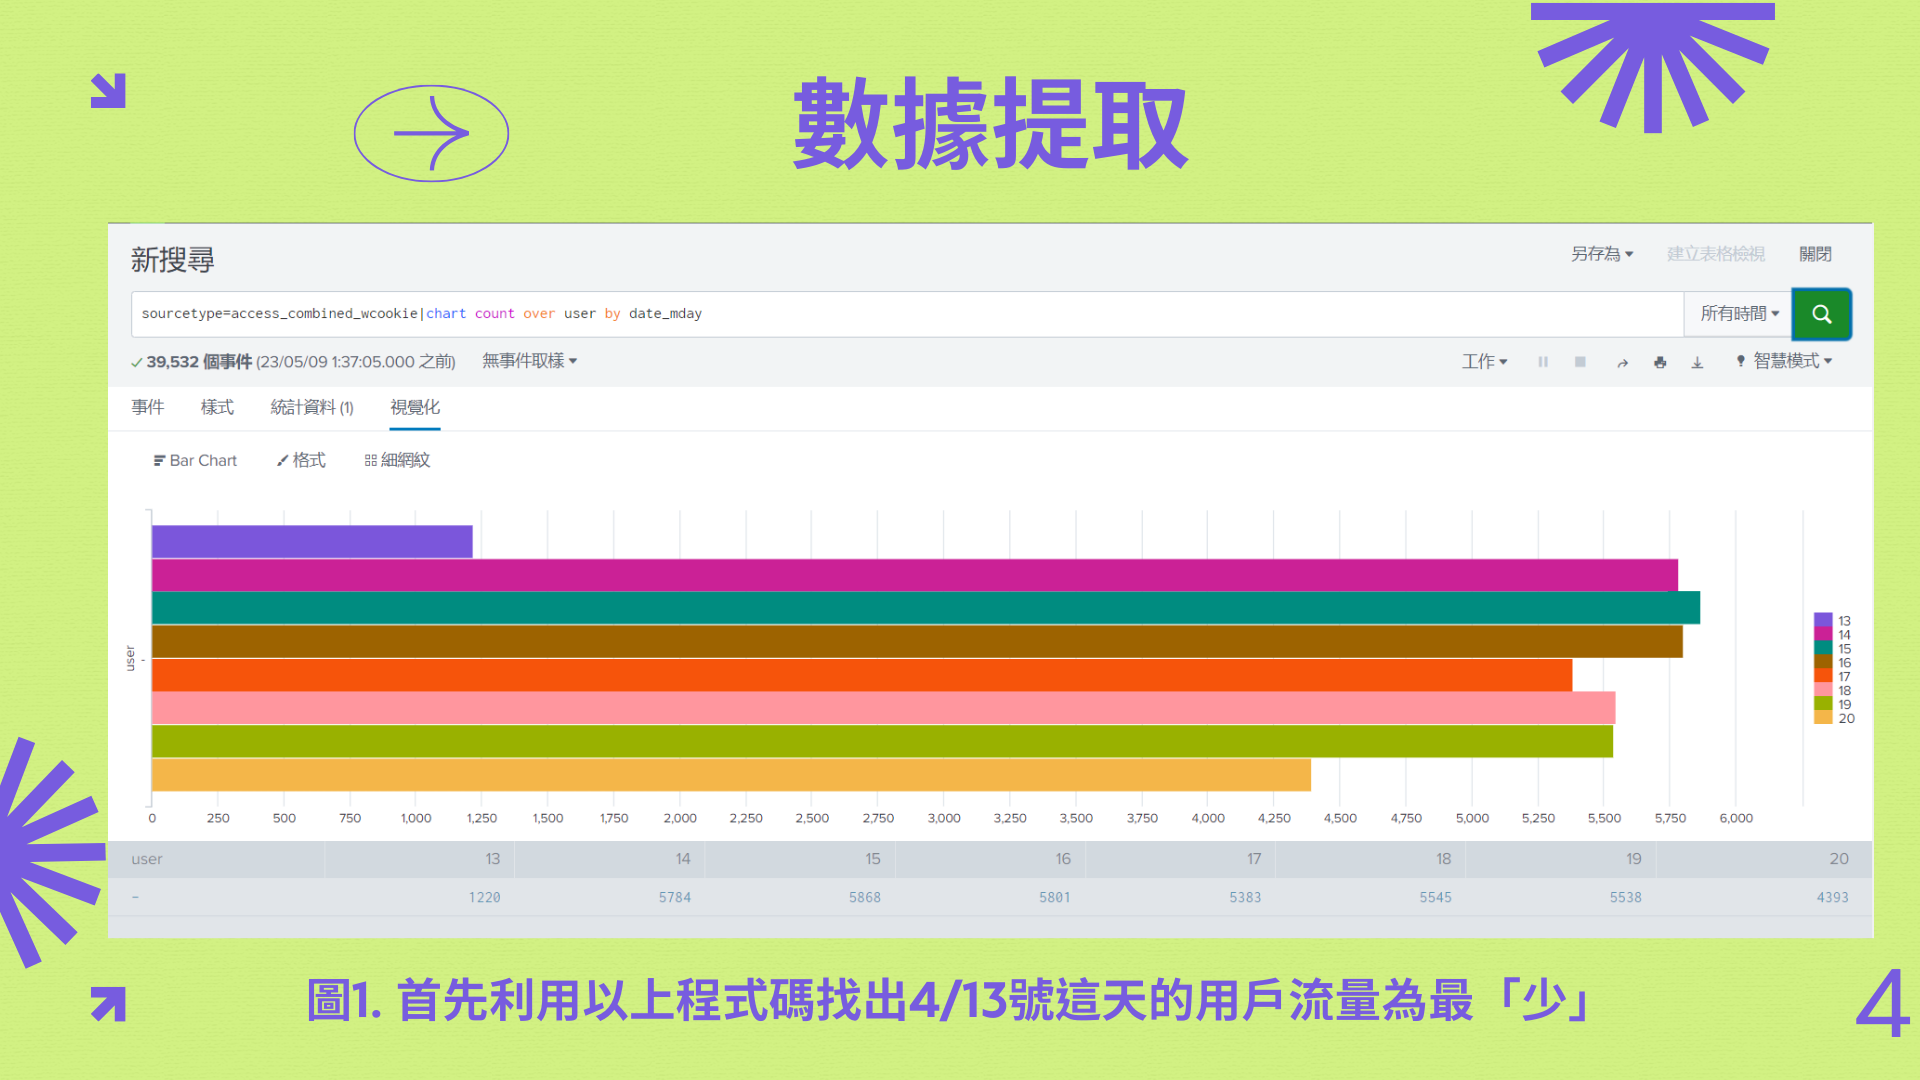 數據提取
新搜尋
另存為 建立表格檢視 關閉
sourcetype=access_combined_wcookie|chart count over user by date_mday
所有時間
39,532 個事件 (23/05/09 1:37:05.000 之前) 無事件取樣
工作 智慧模式
事件 樣式 統計資料 (1) 視覺化
Bar Chart 格式 細網紋
user
-
13
14
15
16
17
18
19
20
0 250 500 750 1,000 1,250 1,500 1,750 2,000 2,250 2,500 2,750 3,000 3,250 3,500 3,750 4,000 4,250 4,500 4,750 5,000 5,250 5,500 5,750 6,000
user 13 14 15 16 17 18 19 20
- 1220 5784 5868 5801 5383 5545 5538 4393
圖1. 首先利用以上程式碼找出4/13號這天的用戶流量為最「少」
4